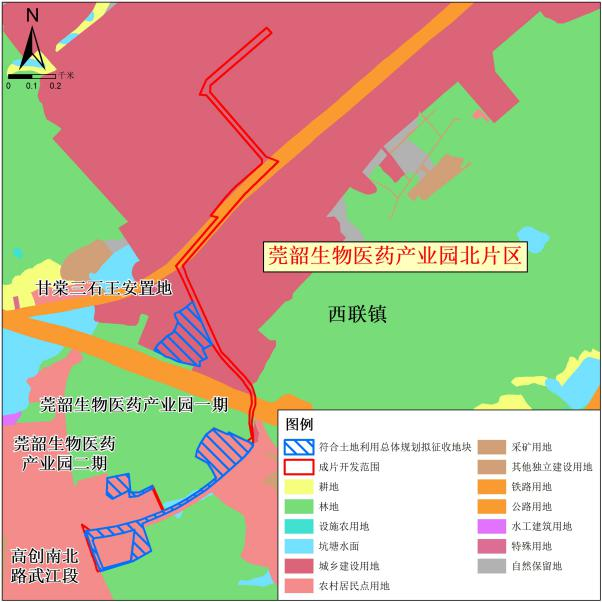 N
千米
0 0.1 0.2
莞韶生物医药产业园北片区
甘棠三石王安置地
西联镇
莞韶生物医药产业园一期
莞韶生物医药
产业园二期
高创南北
路武江段
图例
符合土地利用总体规划拟征收地块
成片开发范围
耕地
林地
设施农用地
坑塘水面
城乡建设用地
农村居民点用地
采矿用地
其他独立建设用地
铁路用地
公路用地
水工建筑用地
特殊用地
自然保留地